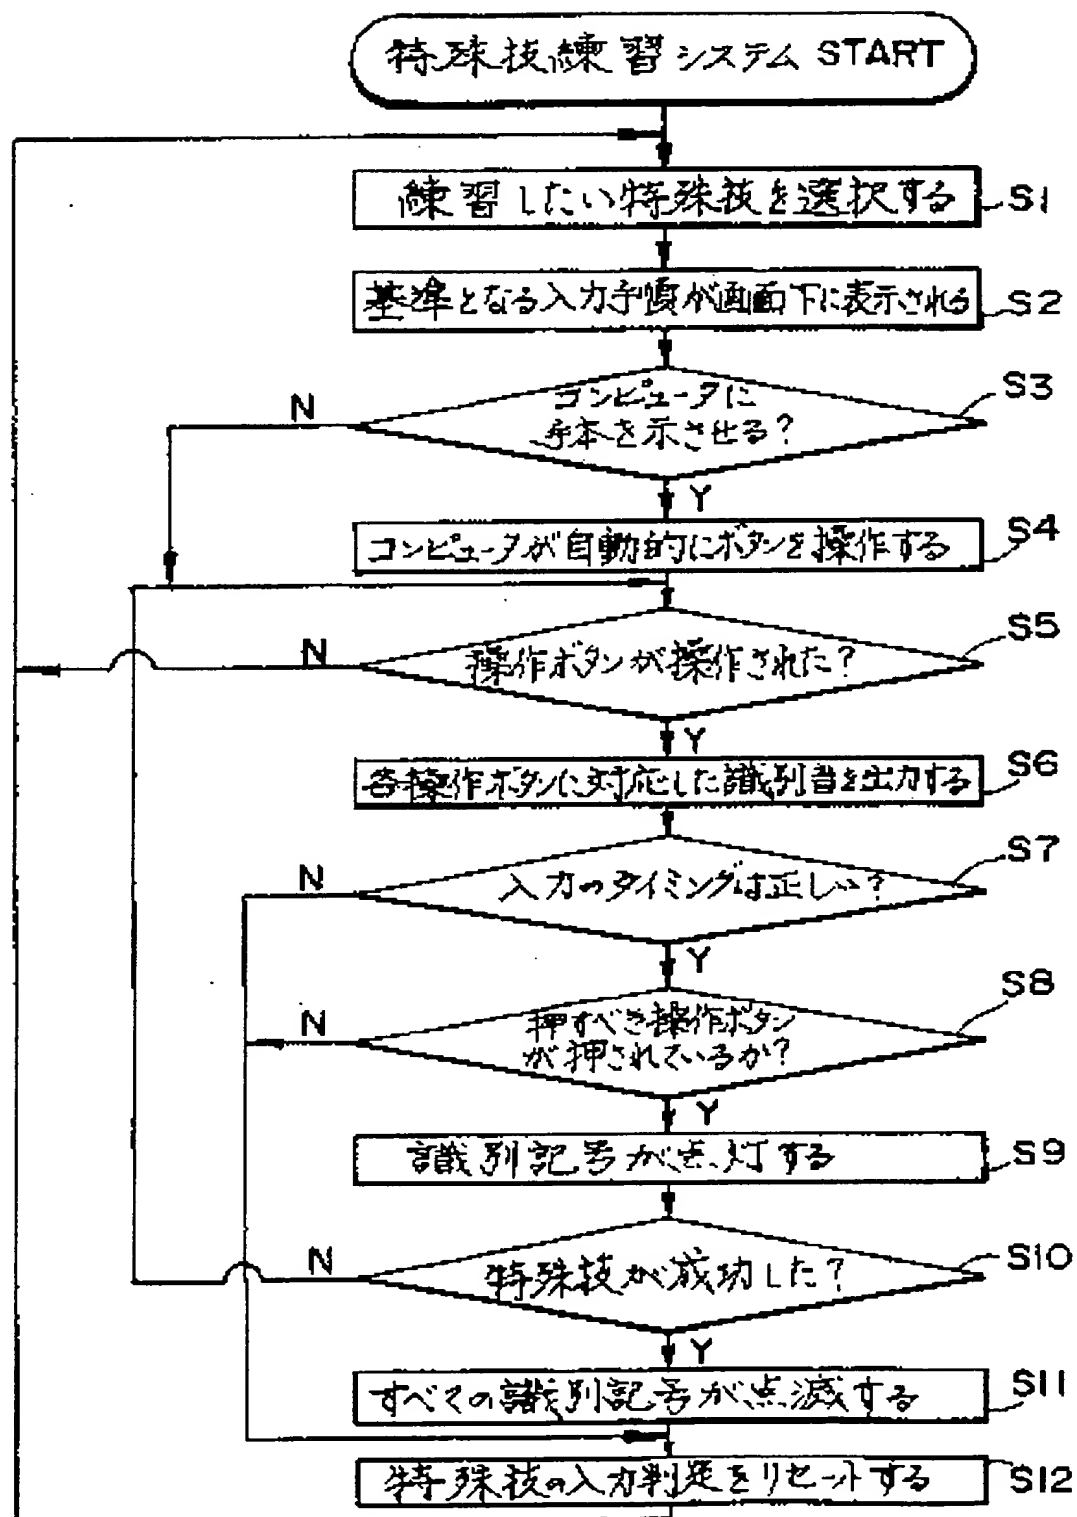 特殊技練習システム START
練習したい特殊技を選択する
S1
基準となる入力手順が画面下に表示される
S2
コンピュータに
手本を示させる?
S3
N
Y
コンピュータが自動的にボタンを操作する
S4
操作ボタンが操作された?
S5
N
Y
各操作ボタンに対応した識別音を出力する
S6
入力のタイミングは正しい?
S7
N
Y
押すべき操作ボタン
が押されているか?
S8
N
Y
識別記号が点灯する
S9
特殊技が成功した?
S10
N
Y
すべての識別記号が点滅する
S11
特殊技の入力判定をリセットする
S12